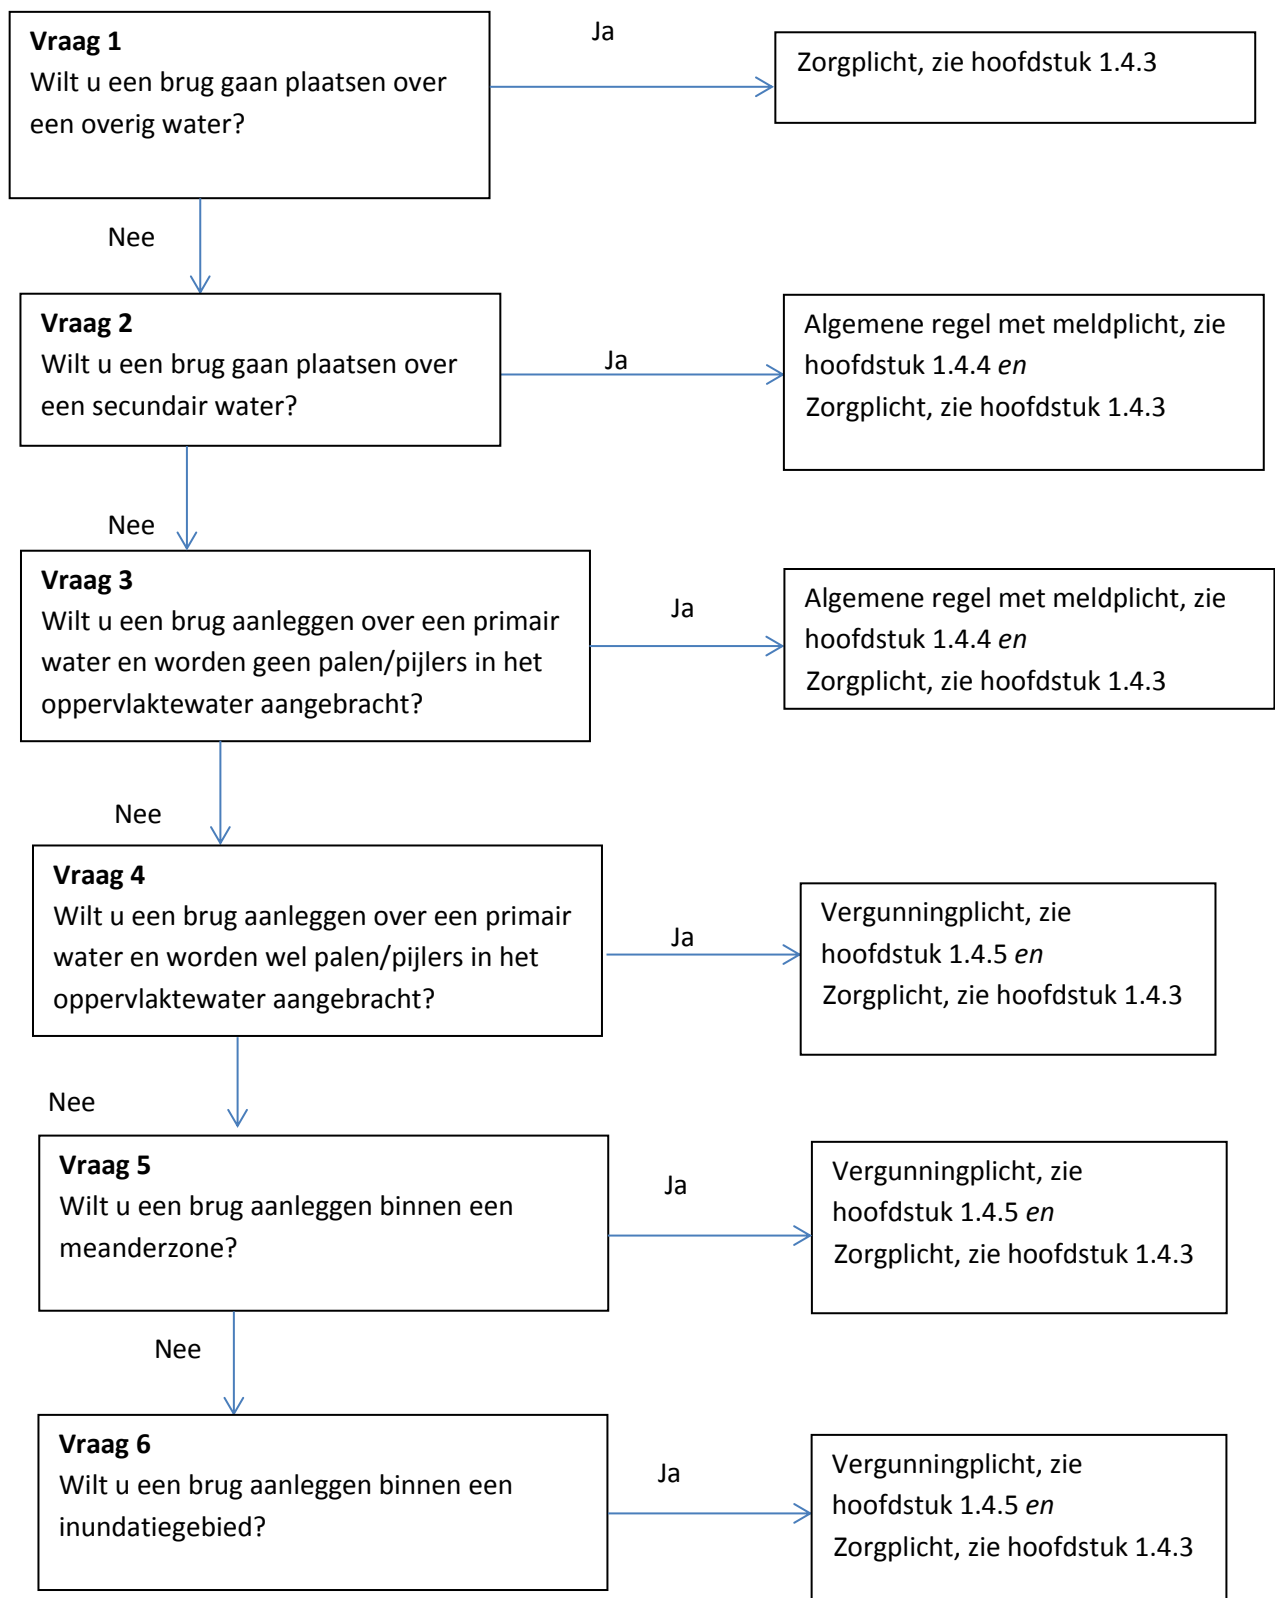 Vraag 1
Wilt u een brug gaan plaatsen over
een overig water?
Ja
Zorgplicht, zie hoofdstuk 1.4.3
Nee
Vraag 2
Wilt u een brug gaan plaatsen over
een secundair water?
Ja
Algemene regel met meldplicht, zie
hoofdstuk 1.4.4 en
Zorgplicht, zie hoofdstuk 1.4.3
Nee
Vraag 3
Wilt u een brug aanleggen over een primair
water en worden geen palen/pijlers in het
oppervlaktewater aangebracht?
Ja
Algemene regel met meldplicht, zie
hoofdstuk 1.4.4 en
Zorgplicht, zie hoofdstuk 1.4.3
Nee
Vraag 4
Wilt u een brug aanleggen over een primair
water en worden wel palen/pijlers in het
oppervlaktewater aangebracht?
Ja
Vergunningplicht, zie
hoofdstuk 1.4.5 en
Zorgplicht, zie hoofdstuk 1.4.3
Nee
Vraag 5
Wilt u een brug aanleggen binnen een
meanderzone?
Ja
Vergunningplicht, zie
hoofdstuk 1.4.5 en
Zorgplicht, zie hoofdstuk 1.4.3
Nee
Vraag 6
Wilt u een brug aanleggen binnen een
inundatiegebied?
Ja
Vergunningplicht, zie
hoofdstuk 1.4.5 en
Zorgplicht, zie hoofdstuk 1.4.3